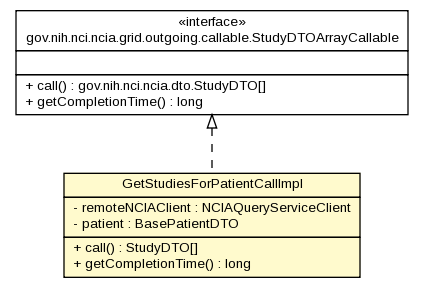 «interface»
gov.nih.nci.ncia.grid.outgoing.callable.StudyDTOArrayCallable
+ call() : gov.nih.nci.ncia.dto.StudyDTO[]
+ getCompletionTime() : long
GetStudiesForPatientCallImpl
- remoteNCIAClient : NCIAQueryServiceClient
- patient : BasePatientDTO
+ call() : StudyDTO[]
+ getCompletionTime() : long